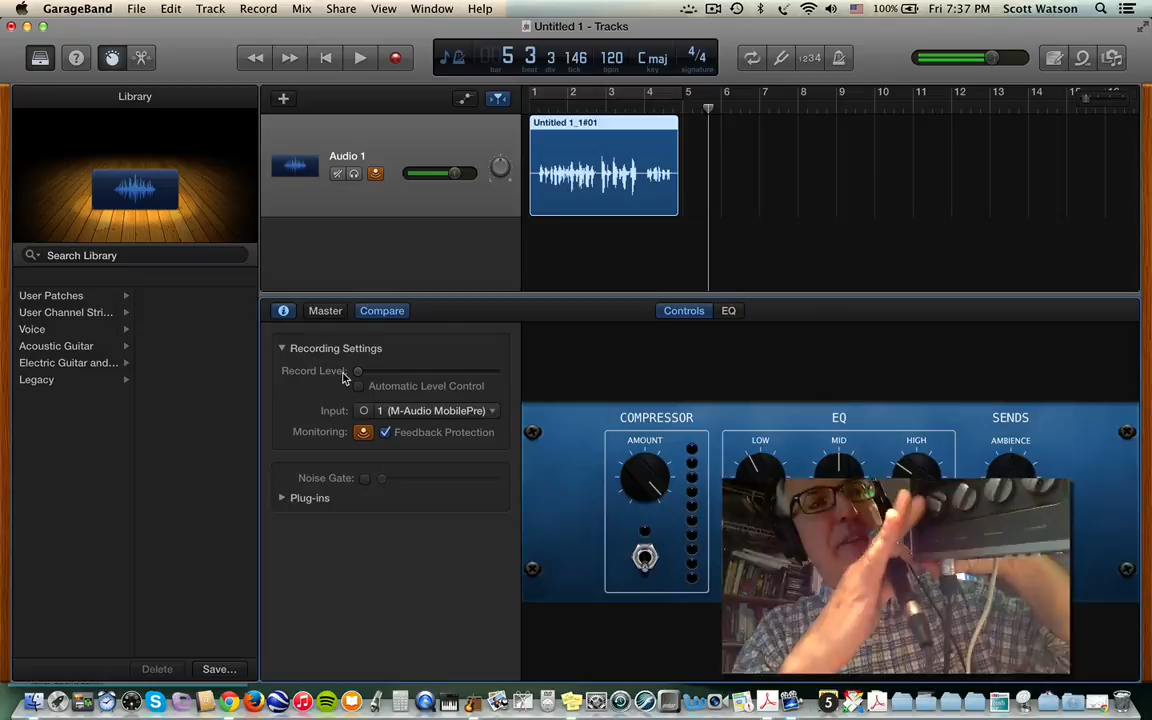 GarageBand File Edit Track Record Mix Share View Window Help 100% Fri 7:37 PM Scott Watson
Untitled 1 - Tracks
5 3 3 146 120 C maj 4/4
bar beat div tick bpm key signature
1234
Library
1 2 3 4 5 6 7 8 9 10 11 12 13 14 15
Untitled 1_1#01
Audio 1
Search Library
User Patches
User Channel Stri...
Voice
Acoustic Guitar
Electric Guitar and...
Legacy
Delete Save...
Master Compare Controls EQ
Recording Settings
Record Level:
Automatic Level Control
Input: 1 (M-Audio MobilePre)
Monitoring: Feedback Protection
Noise Gate:
Plug-ins
COMPRESSOR EQ SENDS
AMOUNT LOW MID HIGH AMBIENCE